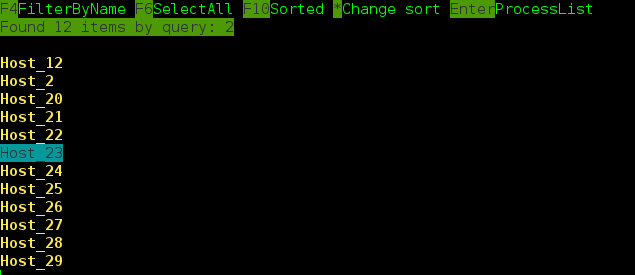 F4FilterByName F6SelectAll F10Sorted *Change sort EnterProcessList
Found 12 items by query: 2
Host_12
Host_2
Host_20
Host_21
Host_22
Host_23
Host_24
Host_25
Host_26
Host_27
Host_28
Host_29